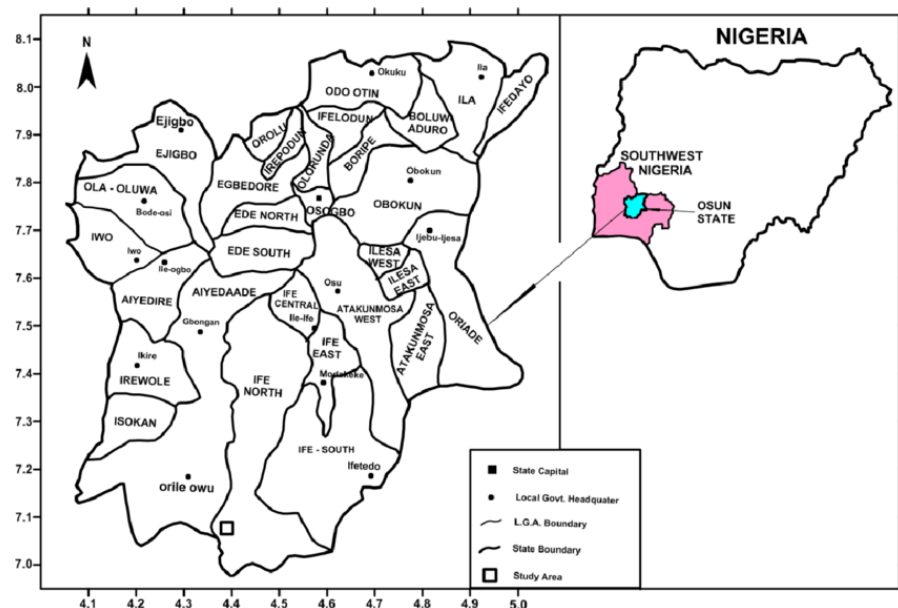 NIGERIA
SOUTHWEST
NIGERIA
OSUN
STATE
N
8.1
8.0
7.9
7.8
7.7
7.6
7.5
7.4
7.3
7.2
7.1
7.0
4.1
4.2
4.3
4.4
4.5
4.6
4.7
4.8
4.9
5.0
Okuku
ODO OTIN
Ila
ILA
IFEDAYO
BOLUWA
ADURO
IFELODUN
BORIPE
OROLU
IREPODUN
OLORUNDA
Ejigbo
EJIGBO
EGBEDORE
OLA - OLUWA
Bode-osi
OSOGBO
Obokun
OBOKUN
EDE NORTH
Ijebu-Ijesa
IWO
Iwo
Ile-ogbo
EDE SOUTH
ILESA
WEST
ILESA
EAST
AIYEDIRE
AIYEDAADE
Gbongan
IFE
CENTRAL
Ile-Ife
Osu
ATAKUNMOSA
WEST
ATAKUNMOSA
EAST
ORIADE
IFE
EAST
Modakeke
Ikire
IREWOLE
IFE
NORTH
ISOKAN
IFE - SOUTH
Ifetedo
orile owu
State Capital
Local Govt. Headquater
L.G.A. Boundary
State Boundary
Study Area